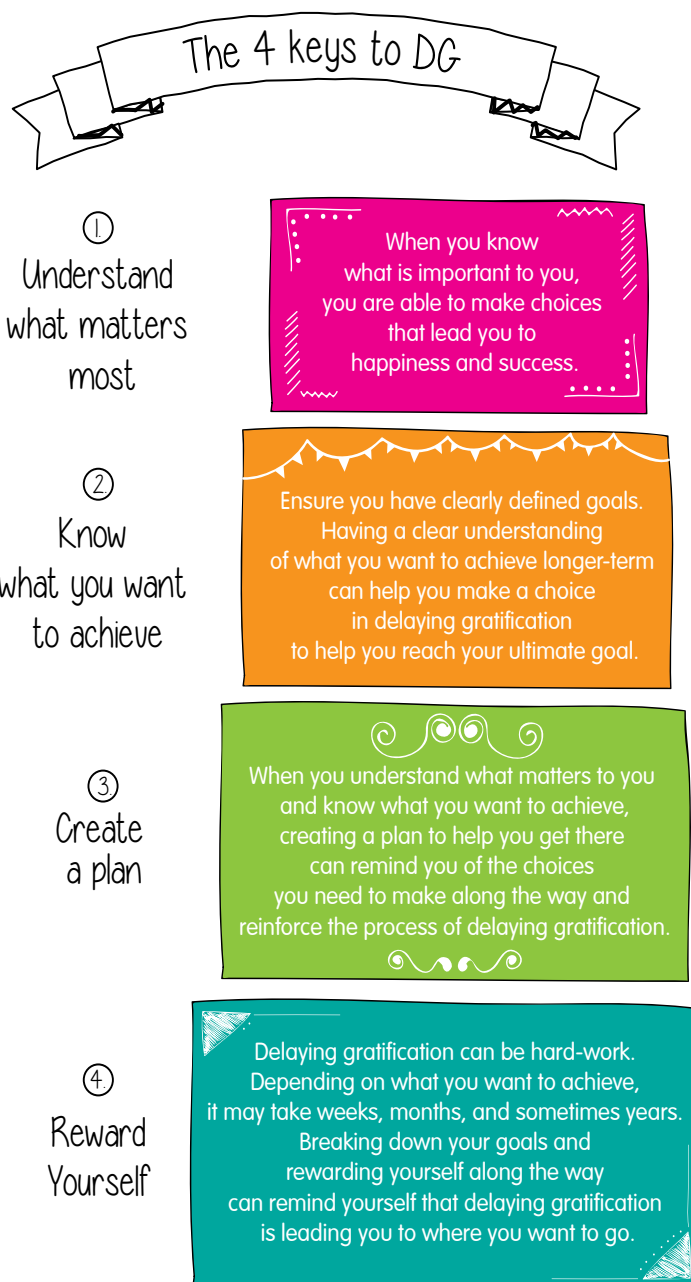 The 4 keys to DG
1.
Understand
what matters
most
When you know
what is important to you,
you are able to make choices
that lead you to
happiness and success.
2.
Know
what you want
to achieve
Ensure you have clearly defined goals.
Having a clear understanding
of what you want to achieve longer-term
can help you make a choice
in delaying gratification
to help you reach your ultimate goal.
3.
Create
a plan
When you understand what matters to you
and know what you want to achieve,
creating a plan to help you get there
can remind you of the choices
you need to make along the way and
reinforce the process of delaying gratification.
4.
Reward
Yourself
Delaying gratification can be hard-work.
Depending on what you want to achieve,
it may take weeks, months, and sometimes years.
Breaking down your goals and
rewarding yourself along the way
can remind yourself that delaying gratification
is leading you to where you want to go.